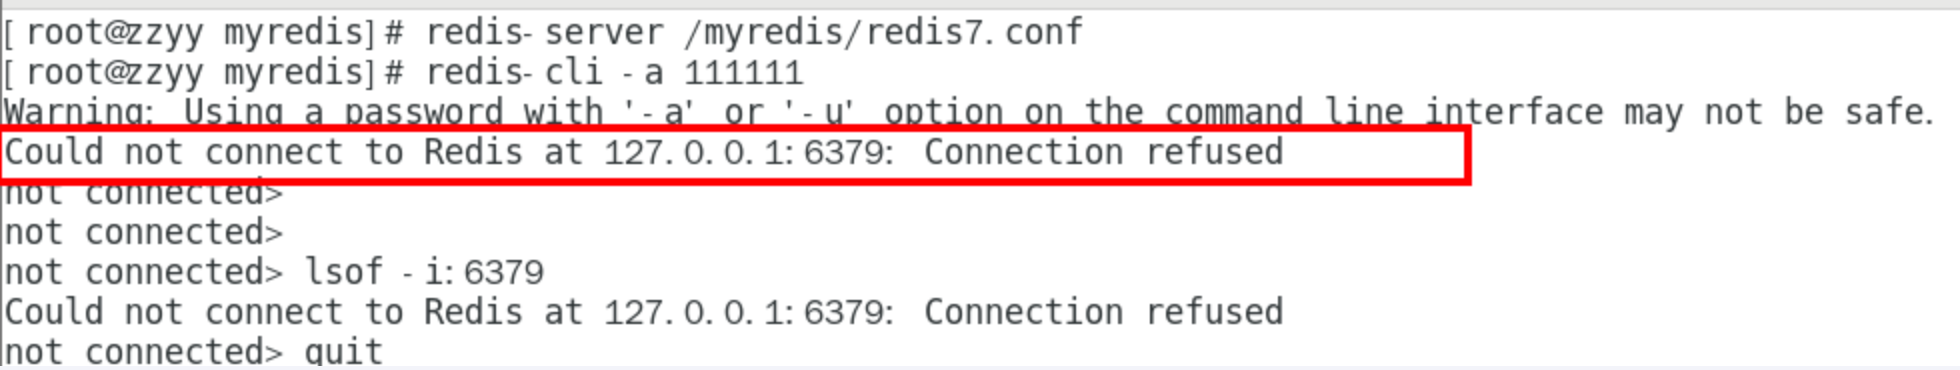 [root@zzyy myredis]# redis-server /myredis/redis7.conf
[root@zzyy myredis]# redis-cli -a 111111
Warning: Using a password with '-a' or '-u' option on the command line interface may not be safe.
Could not connect to Redis at 127.0.0.1:6379: Connection refused
not connected>
not connected>
not connected> lsof -i:6379
Could not connect to Redis at 127.0.0.1:6379: Connection refused
not connected> quit